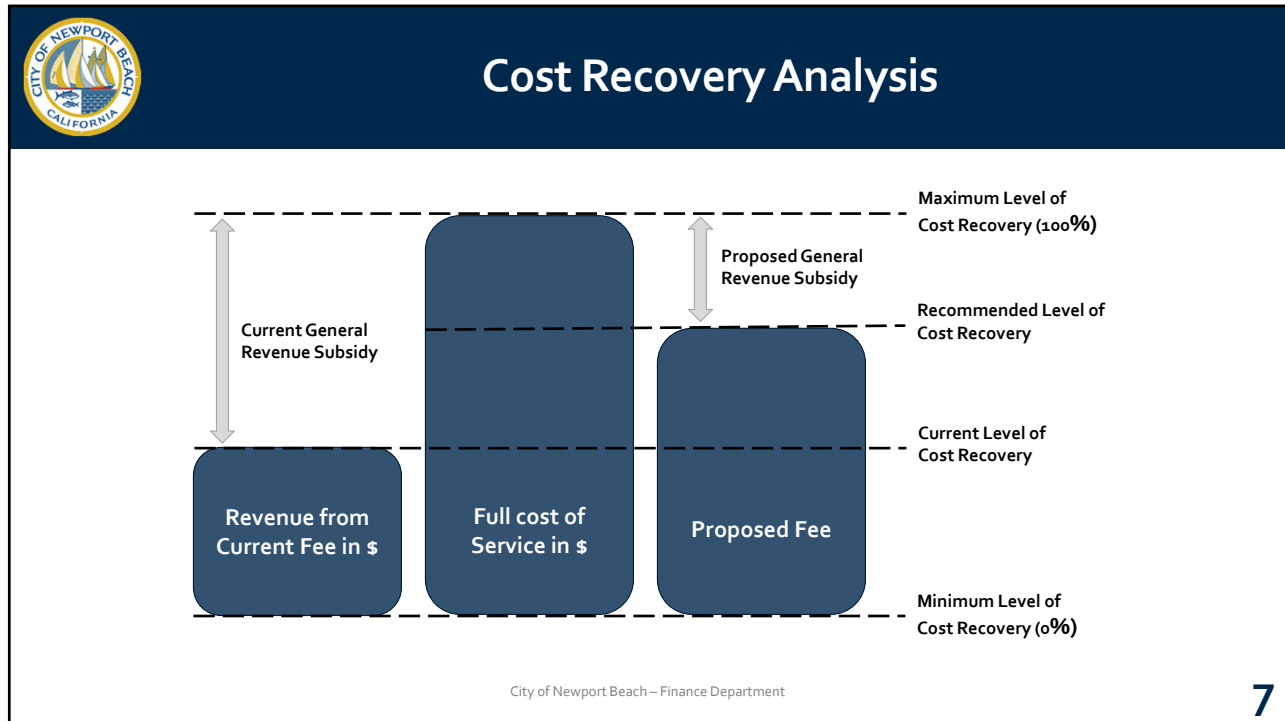 CITY OF NEWPORT BEACH
CALIFORNIA
Cost Recovery Analysis
Maximum Level of
Cost Recovery (100%)
Proposed General
Revenue Subsidy
Recommended Level of
Cost Recovery
Current General
Revenue Subsidy
Current Level of
Cost Recovery
Revenue from
Current Fee in $
Full cost of
Service in $
Proposed Fee
Minimum Level of
Cost Recovery (0%)
City of Newport Beach – Finance Department
7